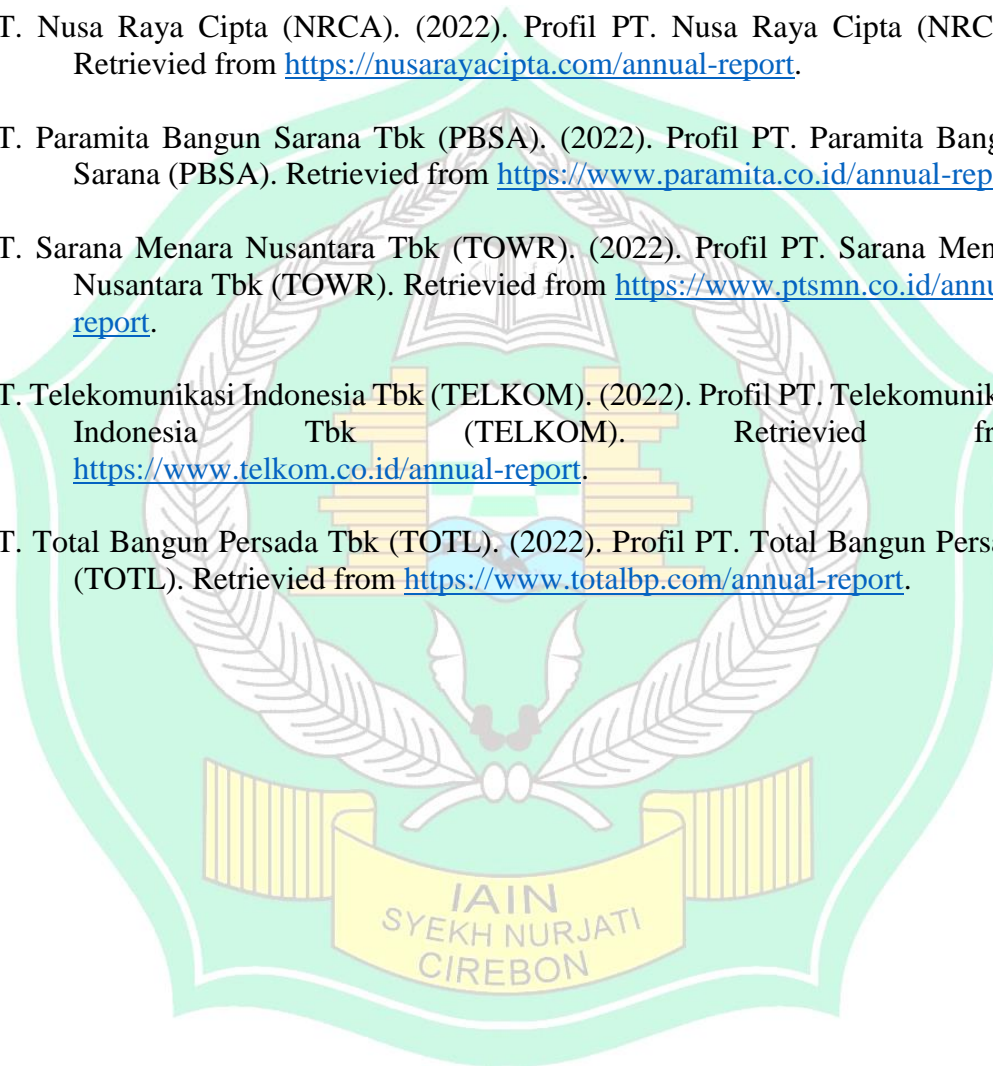 T. Nusa Raya Cipta (NRCA). (2022). Profil PT. Nusa Raya Cipta (NRC
Retrievied from https://nusarayacipta.com/annual-report.
T. Paramita Bangun Sarana Tbk (PBSA). (2022). Profil PT. Paramita Bang
Sarana (PBSA). Retrievied from https://www.paramita.co.id/annual-rep
T. Sarana Menara Nusantara Tbk (TOWR). (2022). Profil PT. Sarana Men
Nusantara Tbk (TOWR). Retrievied from https://www.ptsmn.co.id/annu
report.
T. Telekomunikasi Indonesia Tbk (TELKOM). (2022). Profil PT. Telekomunik
Indonesia Tbk (TELKOM). Retrievied fr
https://www.telkom.co.id/annual-report.
T. Total Bangun Persada Tbk (TOTL). (2022). Profil PT. Total Bangun Persa
(TOTL). Retrievied from https://www.totalbp.com/annual-report.
IAIN
SYEKH NURJATI
CIREBON